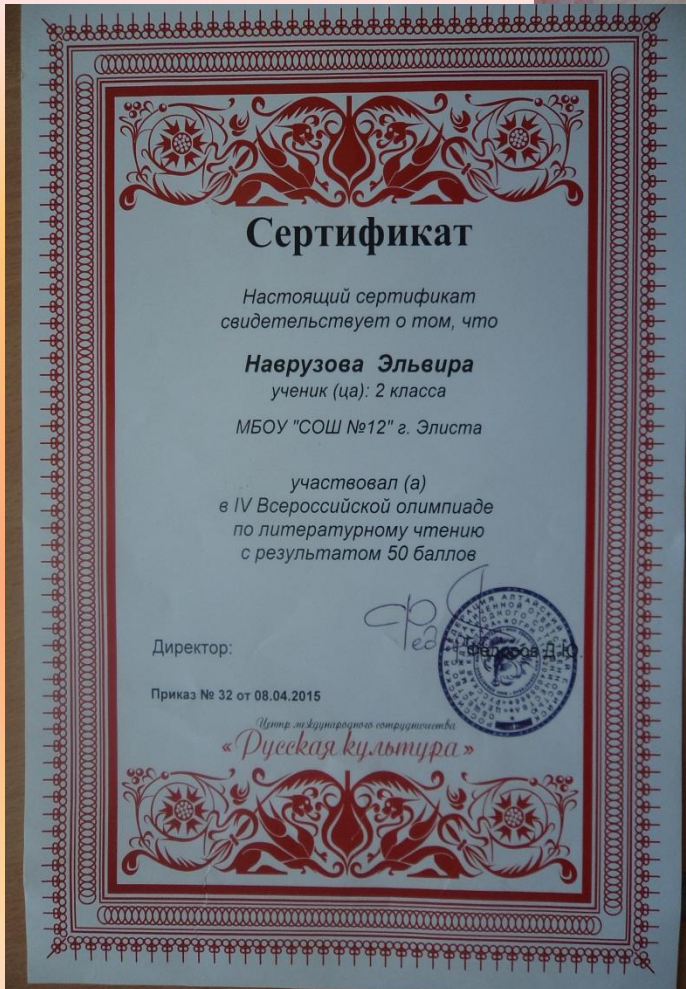 Сертификат
Настоящий сертификат
свидетельствует о том, что
Наврузова Эльвира
ученик (ца): 2 класса
МБОУ "СОШ №12" г. Элиста
участвовал (а)
в IV Всероссийской олимпиаде
по литературному чтению
с результатом 50 баллов
Директор:
Федоров Д.Ю.
Приказ № 32 от 08.04.2015
Центр международного сотрудничества
«Русская культура»